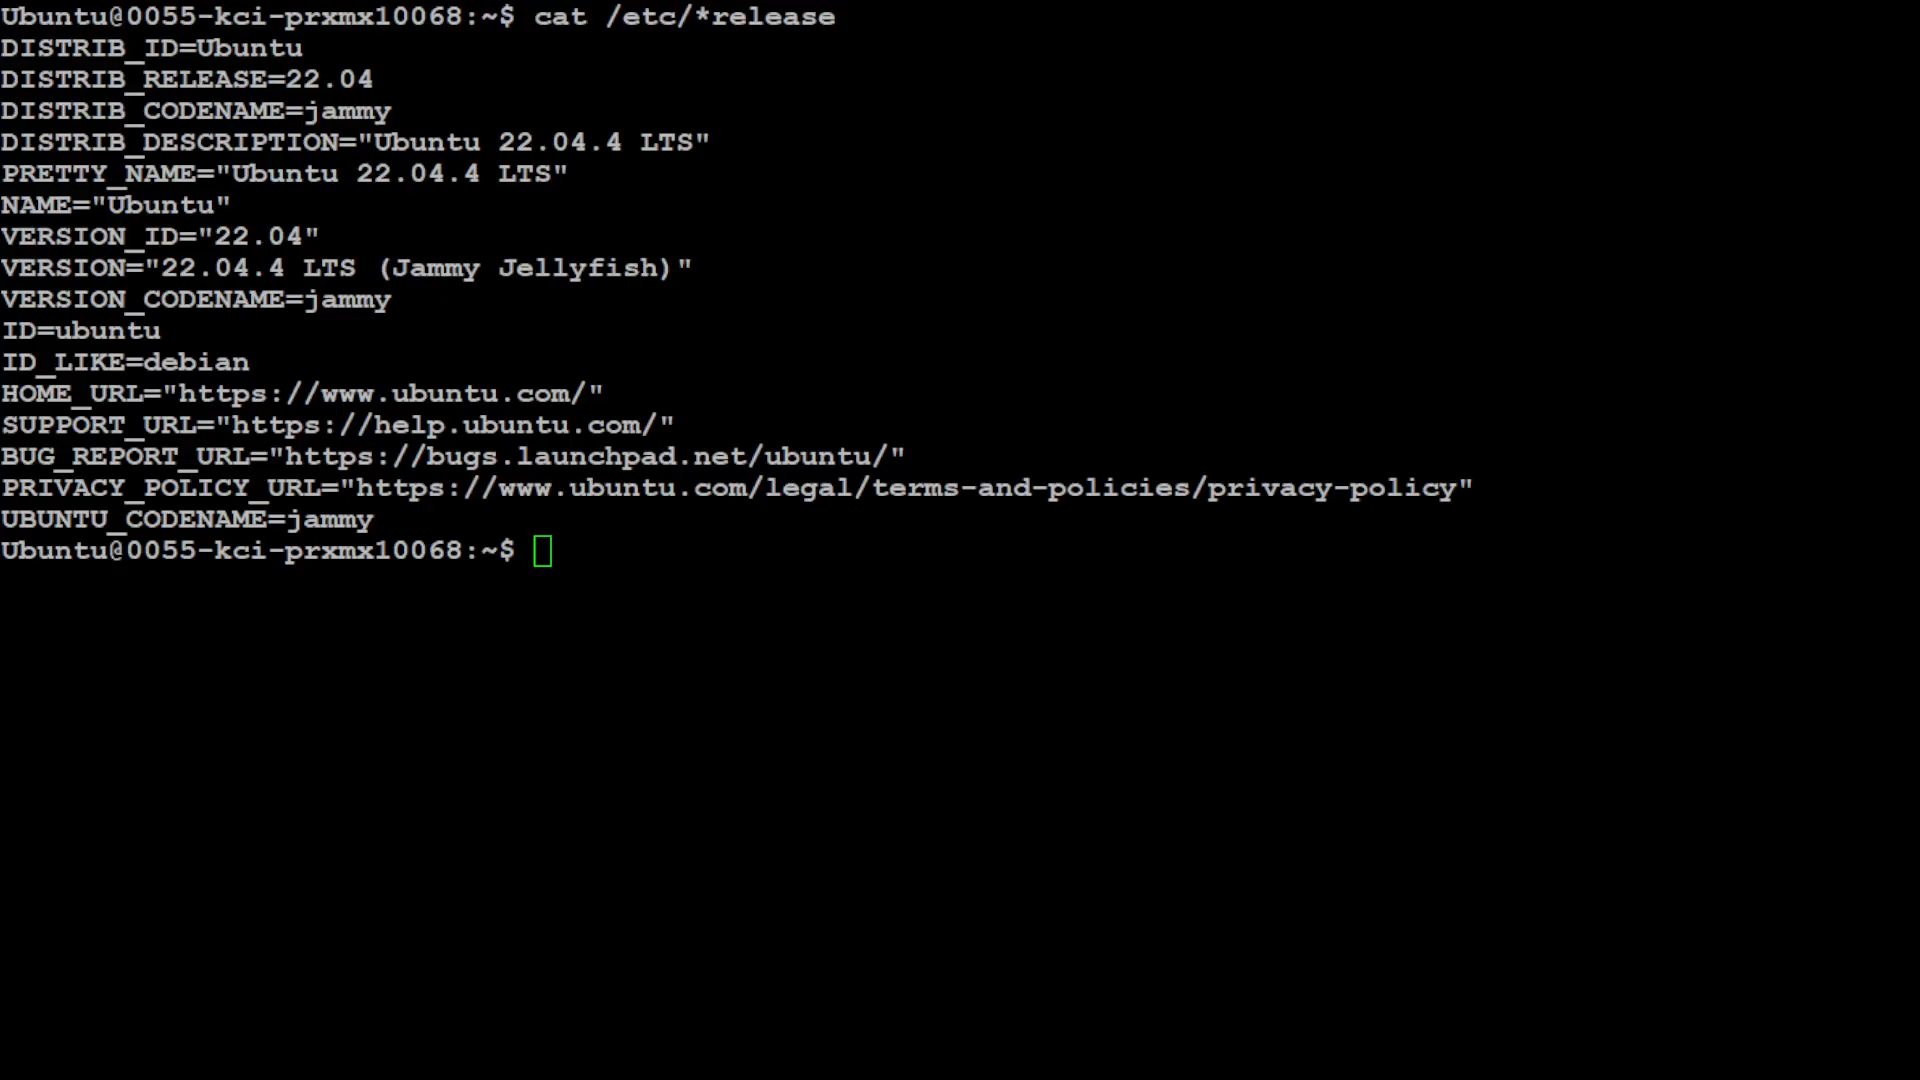 Ubuntu@0055-kci-prxmx10068:~$ cat /etc/*release
DISTRIB_ID=Ubuntu
DISTRIB_RELEASE=22.04
DISTRIB_CODENAME=jammy
DISTRIB_DESCRIPTION="Ubuntu 22.04.4 LTS"
PRETTY_NAME="Ubuntu 22.04.4 LTS"
NAME="Ubuntu"
VERSION_ID="22.04"
VERSION="22.04.4 LTS (Jammy Jellyfish)"
VERSION_CODENAME=jammy
ID=ubuntu
ID_LIKE=debian
HOME_URL="https://www.ubuntu.com/"
SUPPORT_URL="https://help.ubuntu.com/"
BUG_REPORT_URL="https://bugs.launchpad.net/ubuntu/"
PRIVACY_POLICY_URL="https://www.ubuntu.com/legal/terms-and-policies/privacy-policy"
UBUNTU_CODENAME=jammy
Ubuntu@0055-kci-prxmx10068:~$